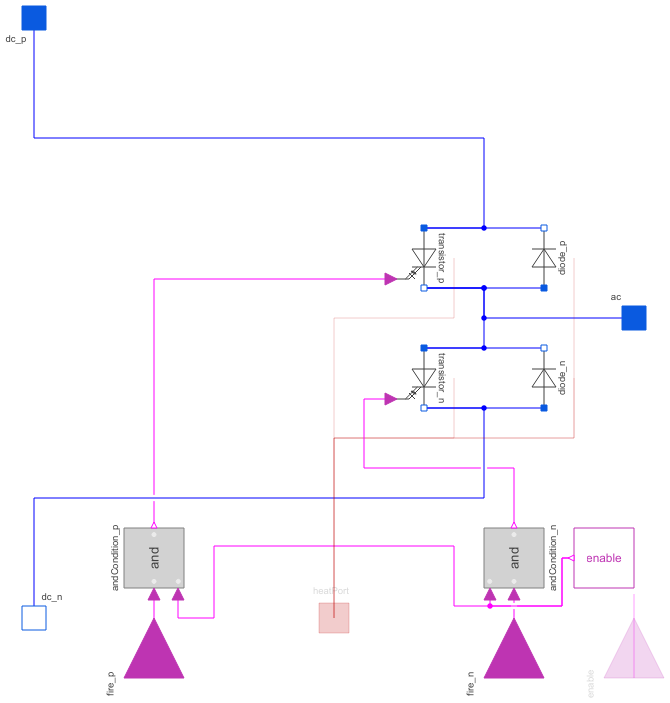 dc_p
transistor_p
diode_p
ac
transistor_n
diode_n
andCondition_p
and
andCondition_n
and
enable
dc_n
heatPort
fire_p
fire_n
enable